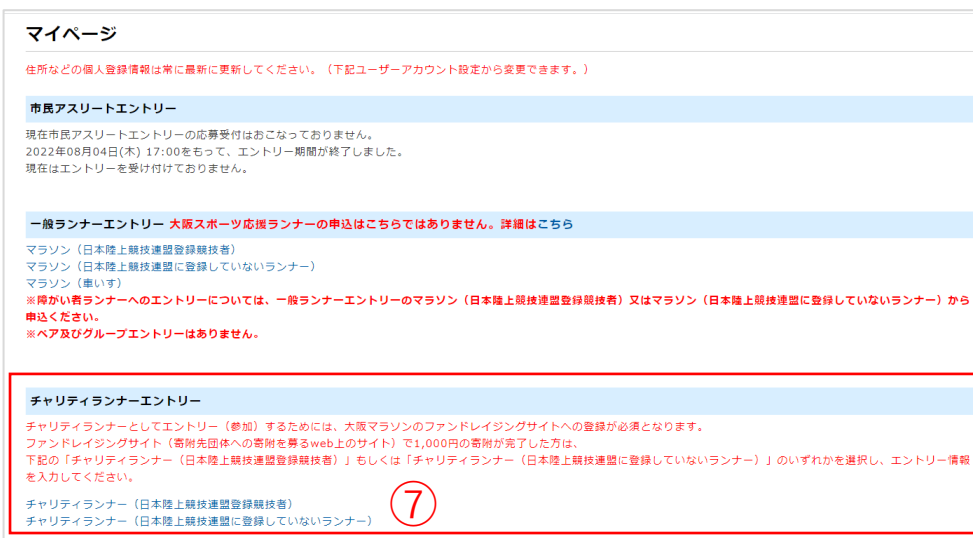 マイページ
住所などの個人登録情報は常に最新に更新してください。（下記ユーザーアカウント設定から変更できます。）
市民アスリートエントリー
現在市民アスリートエントリーの応募受付はおこなっておりません。
2022年08月04日(木) 17:00をもって、エントリー期間が終了しました。
現在はエントリーを受け付けておりません。
一般ランナーエントリー 大阪スポーツ応援ランナーの申込はこちらではありません。詳細はこちら
マラソン（日本陸上競技連盟登録競技者）
マラソン（日本陸上競技連盟に登録していないランナー）
マラソン（車いす）
※障がい者ランナーへのエントリーについては、一般ランナーエントリーのマラソン（日本陸上競技連盟登録競技者）又はマラソン（日本陸上競技連盟に登録していないランナー）から
申込ください。
※ペア及びグループエントリーはありません。
チャリティランナーエントリー
チャリティランナーとしてエントリー（参加）するためには、大阪マラソンのファンドレイジングサイトへの登録が必須となります。
ファンドレイジングサイト（寄附先団体への寄附を募るweb上のサイト）で1,000円の寄附が完了した方は、
下記の「チャリティランナー（日本陸上競技連盟登録競技者）」もしくは「チャリティランナー（日本陸上競技連盟に登録していないランナー）」のいずれかを選択し、エントリー情報
を入力してください。
チャリティランナー（日本陸上競技連盟登録競技者）
チャリティランナー（日本陸上競技連盟に登録していないランナー）
⑦